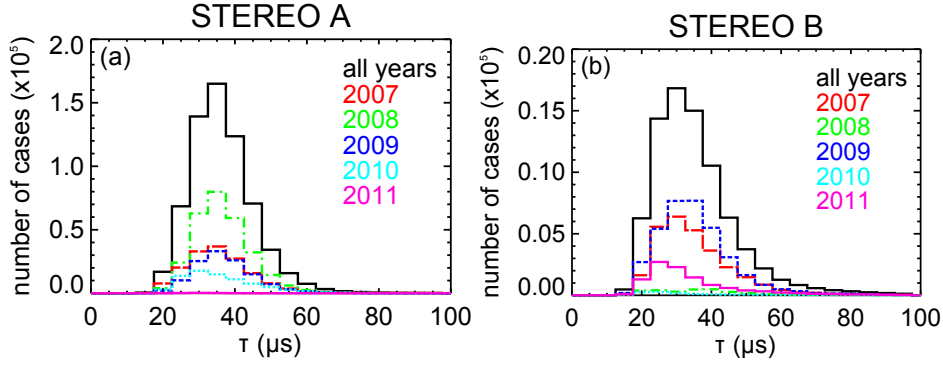 STEREO A
(a)
number of cases (x10⁵)
2.0
1.5
1.0
0.5
0.0
all years
2007
2008
2009
2010
2011
0 20 40 60 80 100
τ (μs)
STEREO B
(b)
number of cases (x10⁵)
0.20
0.15
0.10
0.05
0.00
all years
2007
2008
2009
2010
2011
0 20 40 60 80 100
τ (μs)